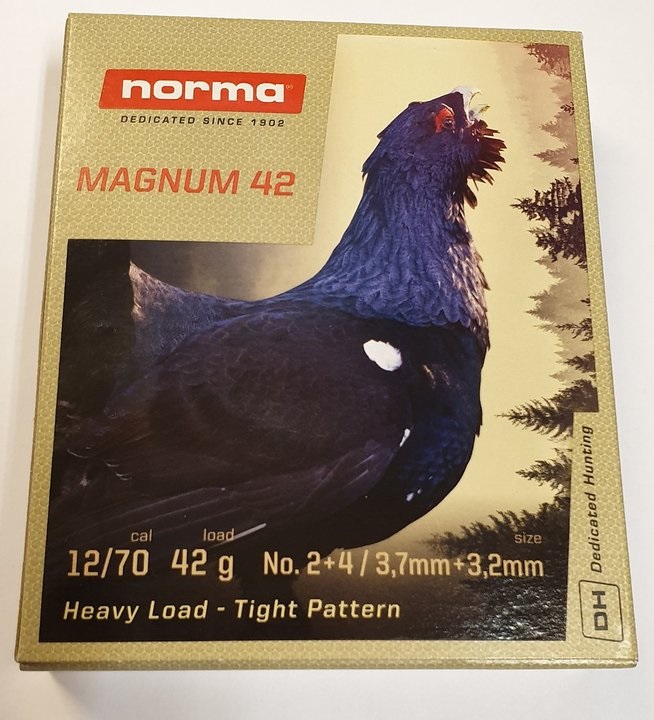 norma
DEDICATED SINCE 1902
MAGNUM 42
cal load size
12/70 42 g No. 2+4 / 3,7mm+3,2mm
Heavy Load - Tight Pattern
Dedicated Hunting
DH